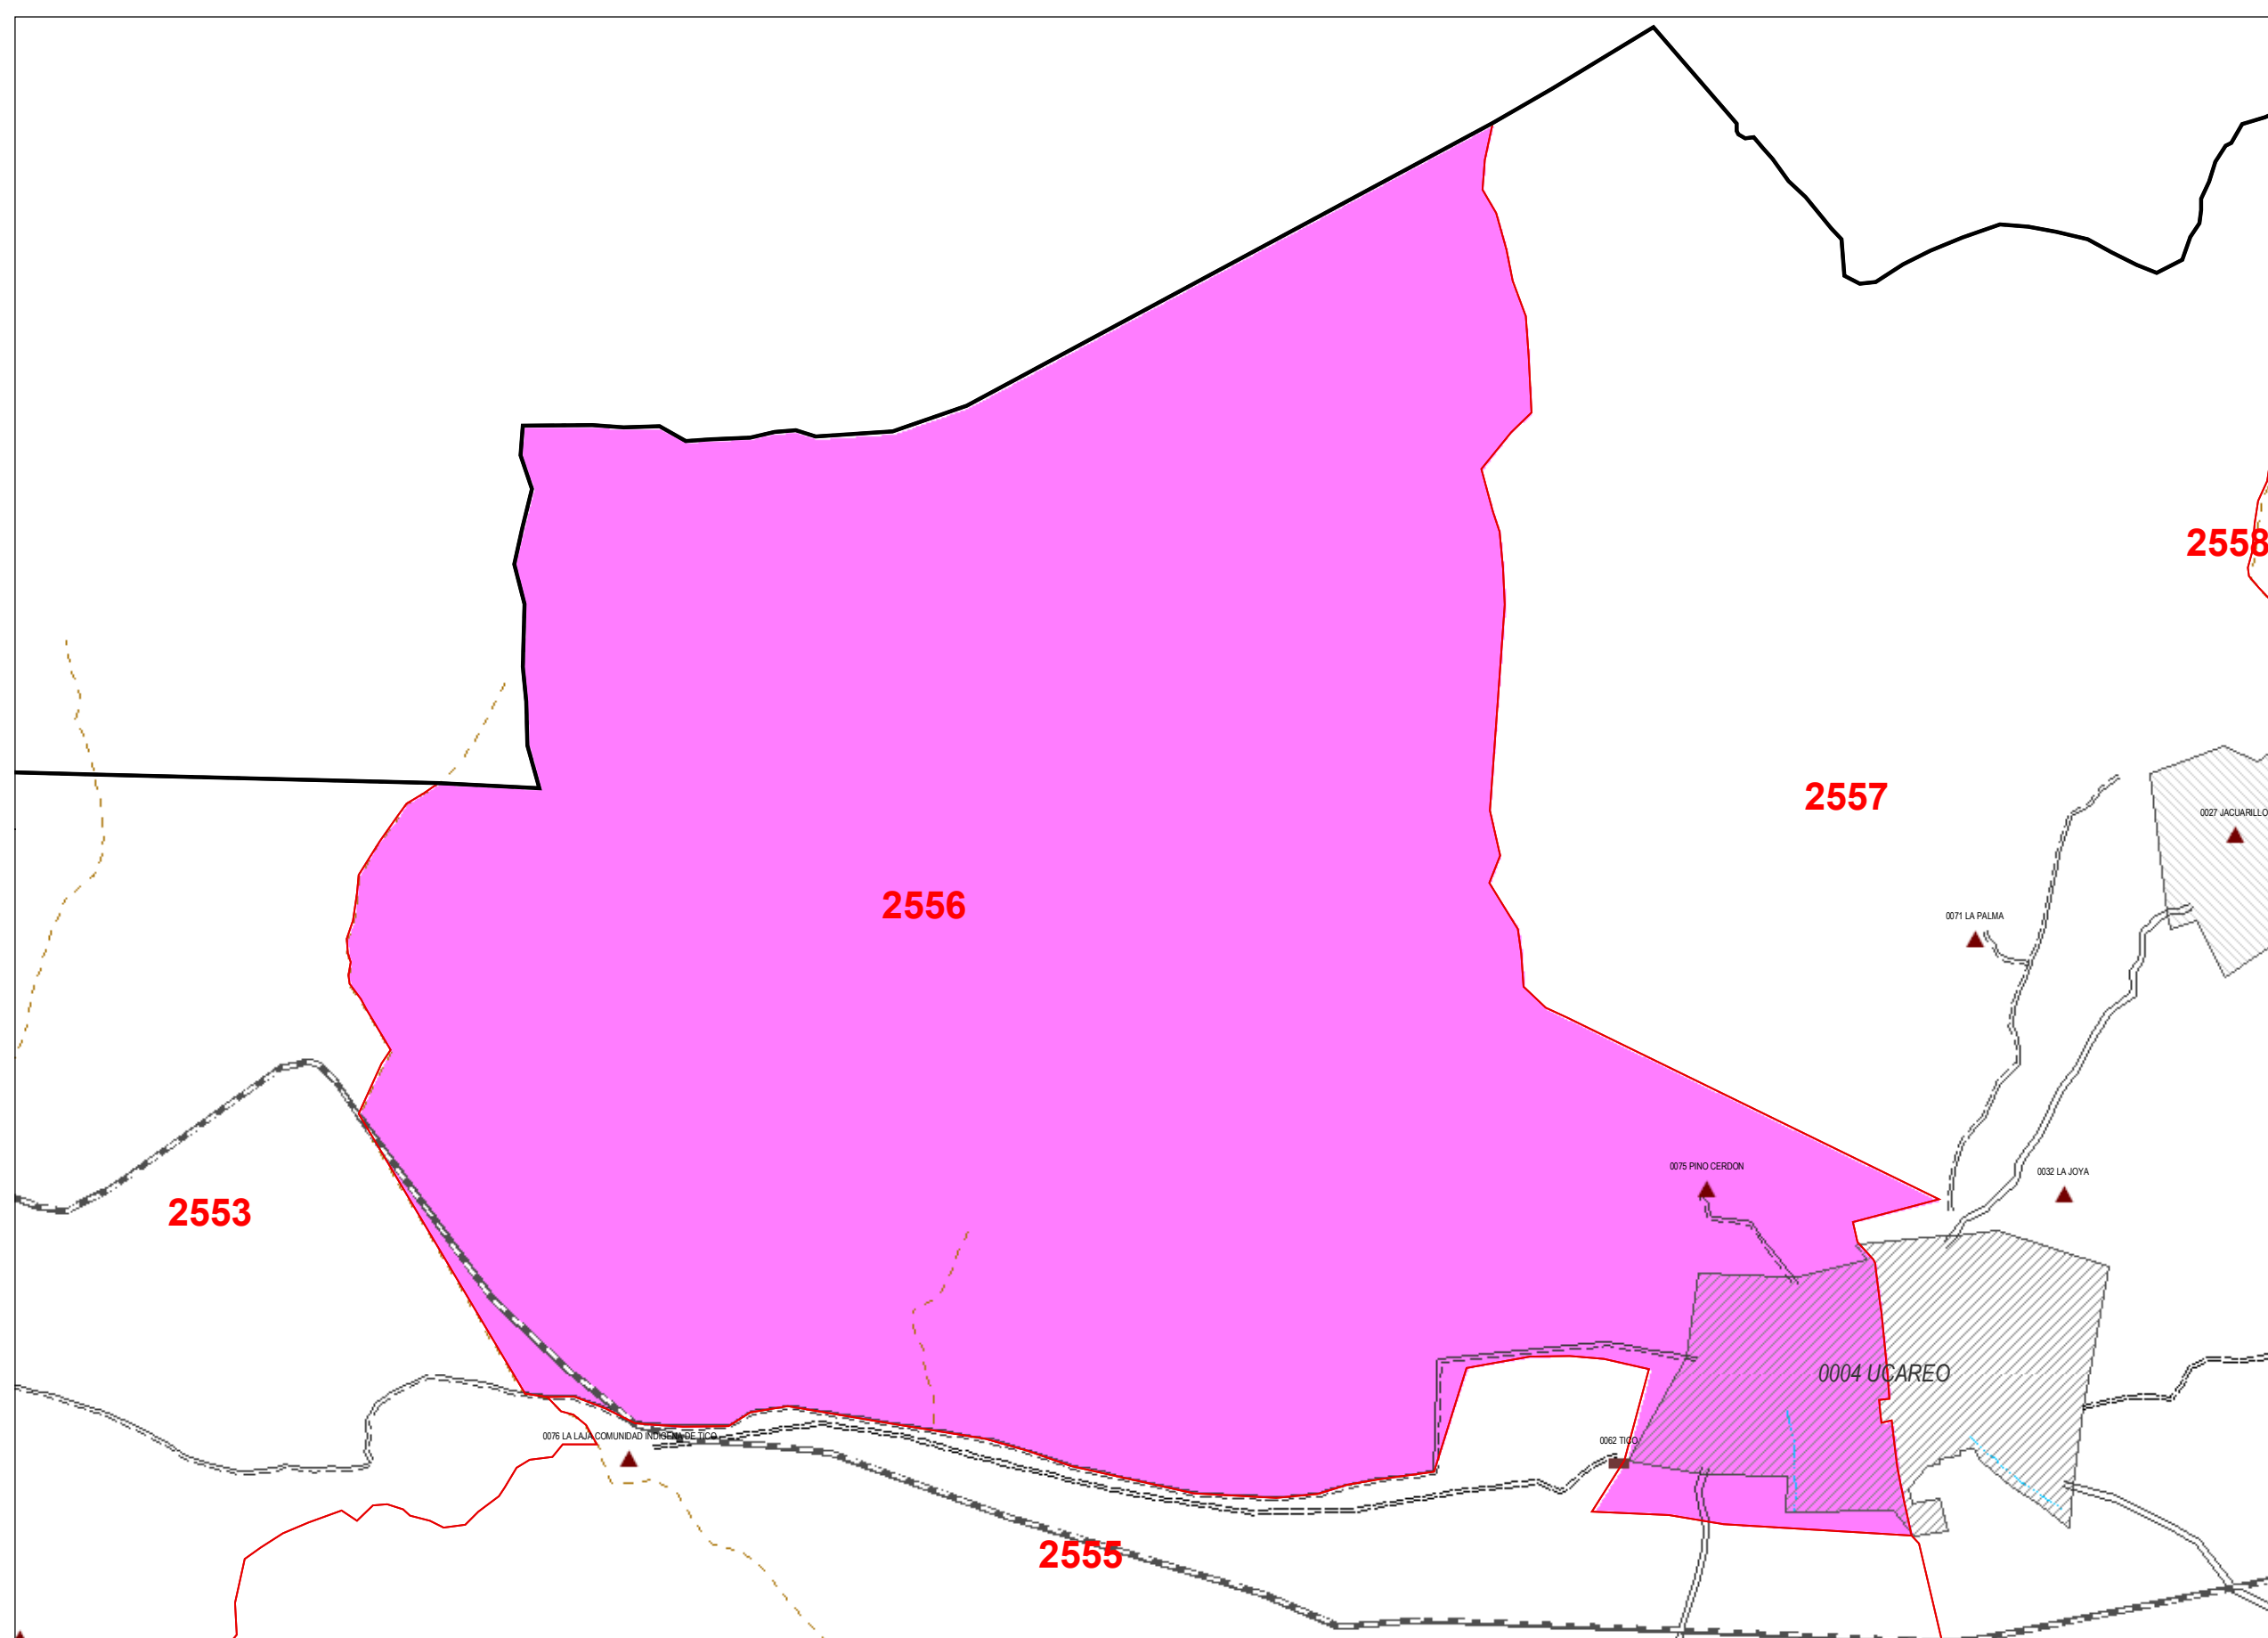 2558
2557
0027 JACUARILLO
2556
0071 LA PALMA
0075 PINO CERDON
0032 LA JOYA
2553
0004 UCAREO
0076 LA LAJA COMUNIDAD INDIGENA DE TICO
0062 TICO
2555